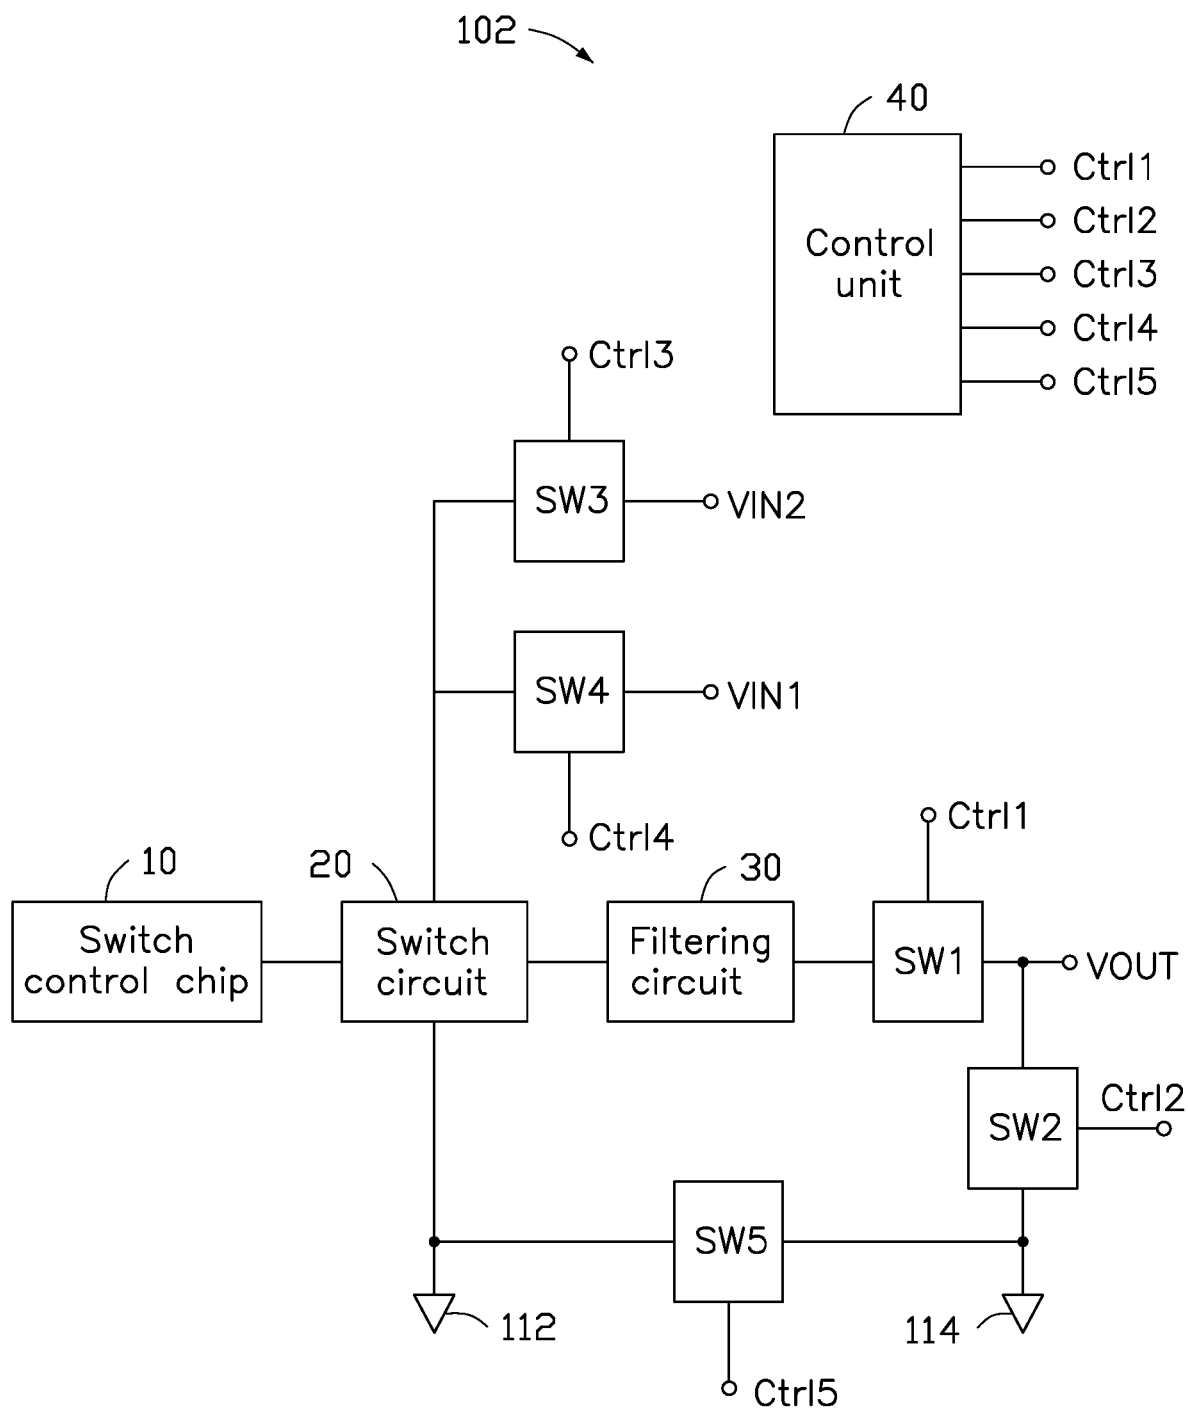 102
40
Ctrl1
Ctrl2
Control
unit
Ctrl3
Ctrl4
Ctrl5
Ctrl3
SW3
VIN2
SW4
VIN1
Ctrl4
Ctrl1
10
20
30
Switch
control chip
Switch
circuit
Filtering
circuit
SW1
VOUT
Ctrl2
SW2
SW5
112
114
Ctrl5